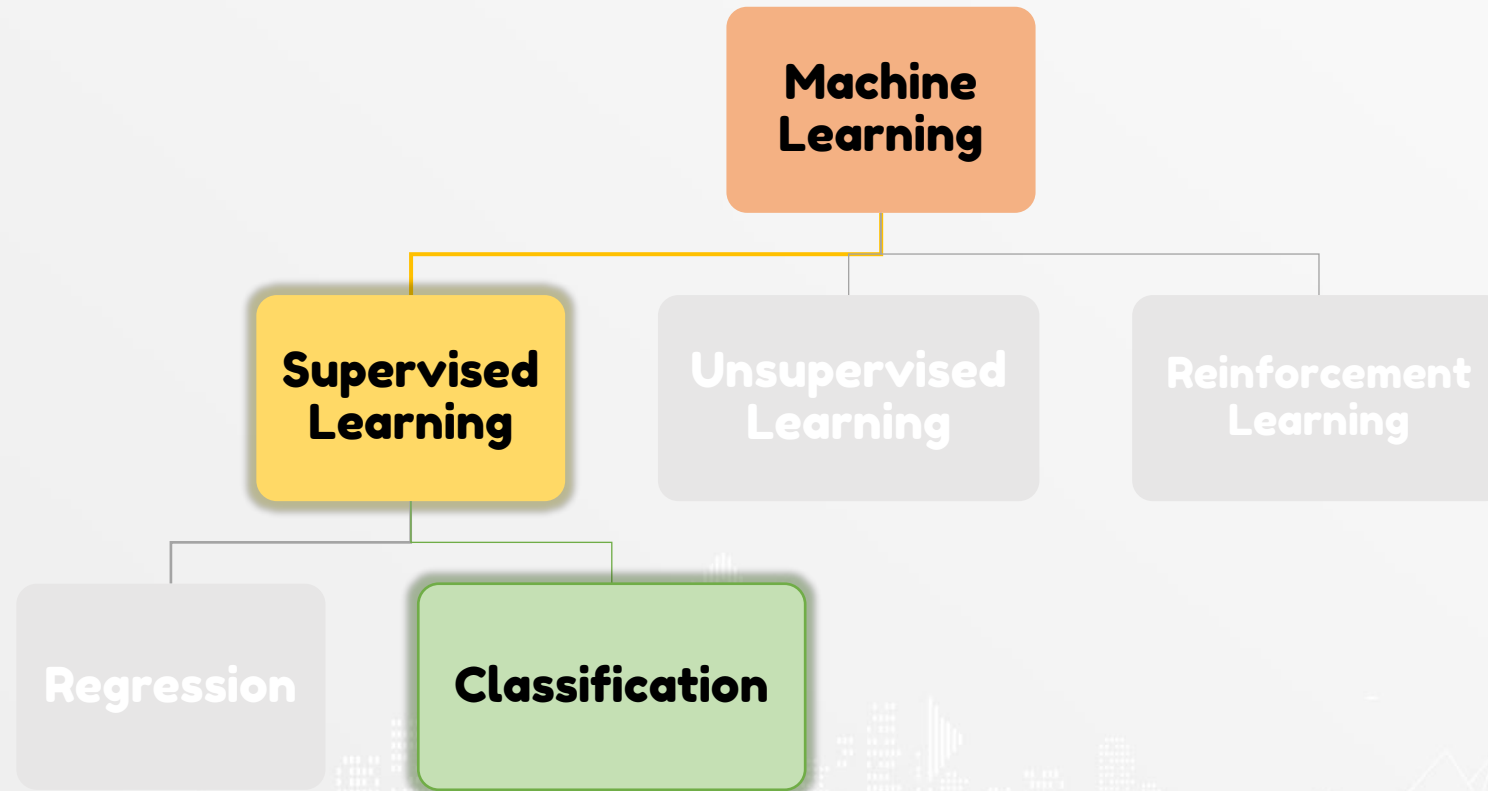 Machine
Learning
Supervised
Learning
Unsupervised
Learning
Reinforcement
Learning
Regression
Classification